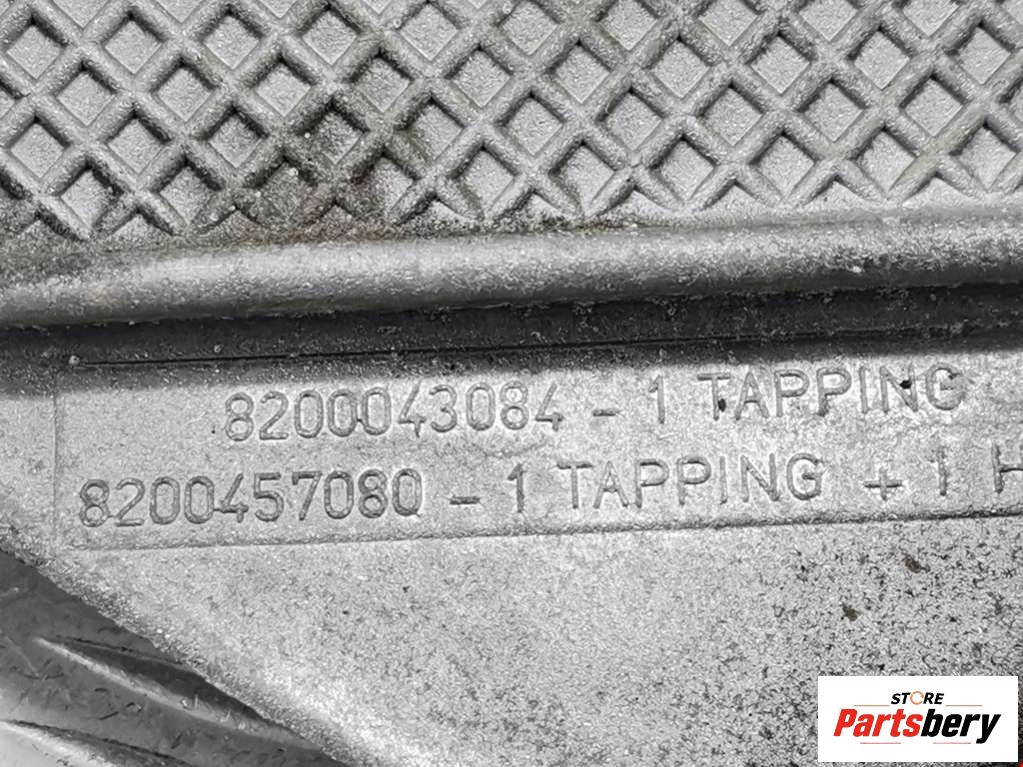 8200043084 - 1 TAPPING
8200457080 - 1 TAPPING + 1 H
STORE
Partsbery